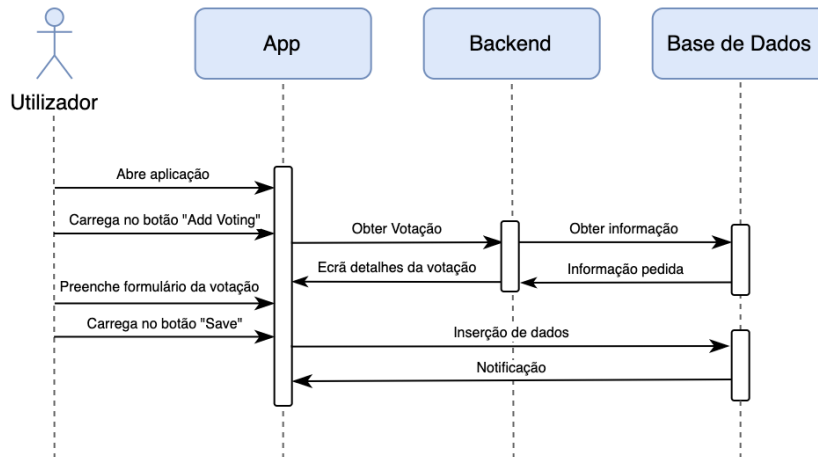 App
Backend
Base de Dados
Utilizador
Abre aplicação
Carrega no botão "Add Voting"
Obter Votação
Obter informação
Ecrã detalhes da votação
Informação pedida
Preenche formulário da votação
Carrega no botão "Save"
Inserção de dados
Notificação